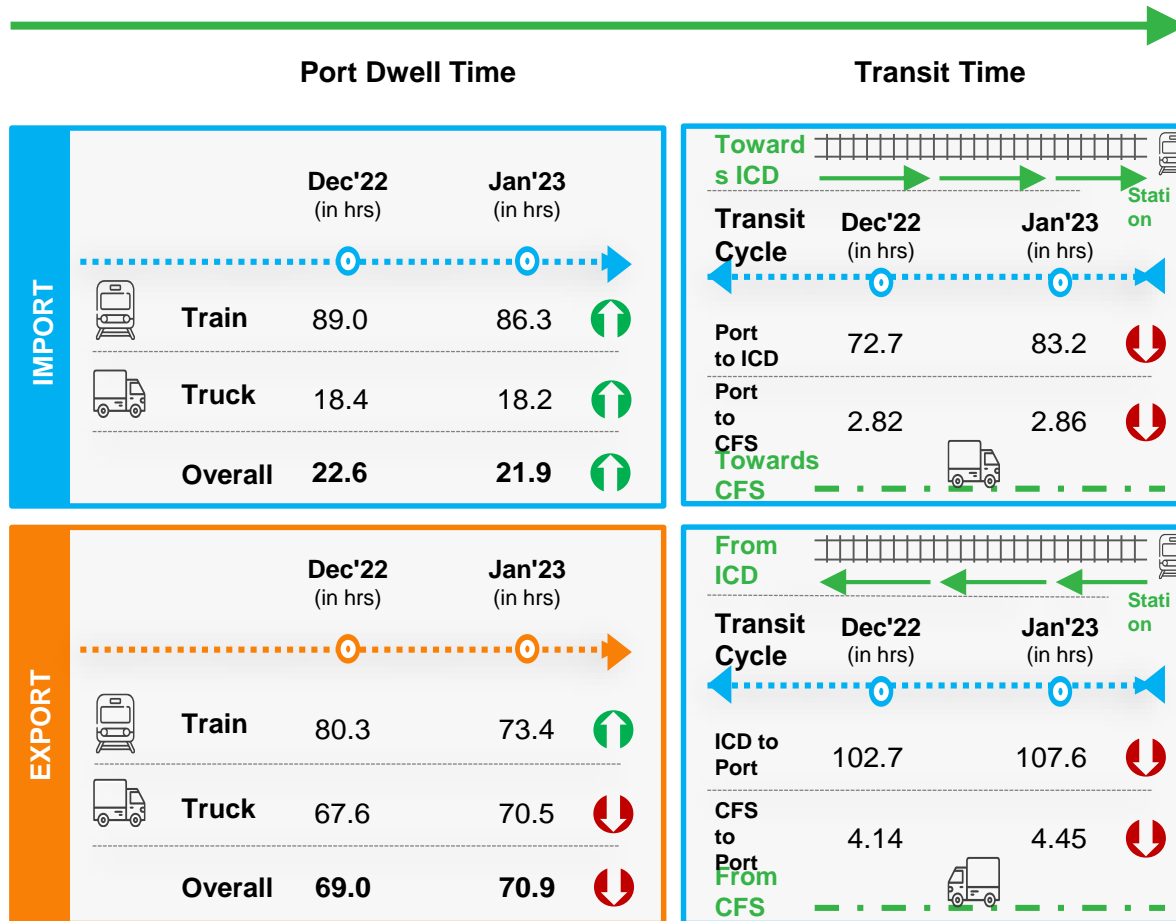 Port Dwell Time
Transit Time
IMPORT
Dec'22 Jan'23
(in hrs) (in hrs)
Train 89.0 86.3
Truck 18.4 18.2
Overall 22.6 21.9
Toward
s ICD
Stati
on
Transit
Cycle
Dec'22 Jan'23
(in hrs) (in hrs)
Port
to ICD
72.7 83.2
Port
to
CFS
2.82 2.86
Towards
CFS
EXPORT
Dec'22 Jan'23
(in hrs) (in hrs)
Train 80.3 73.4
Truck 67.6 70.5
Overall 69.0 70.9
From
ICD
Stati
on
Transit
Cycle
Dec'22 Jan'23
(in hrs) (in hrs)
ICD to
Port
102.7 107.6
CFS
to
Port
4.14 4.45
From
CFS